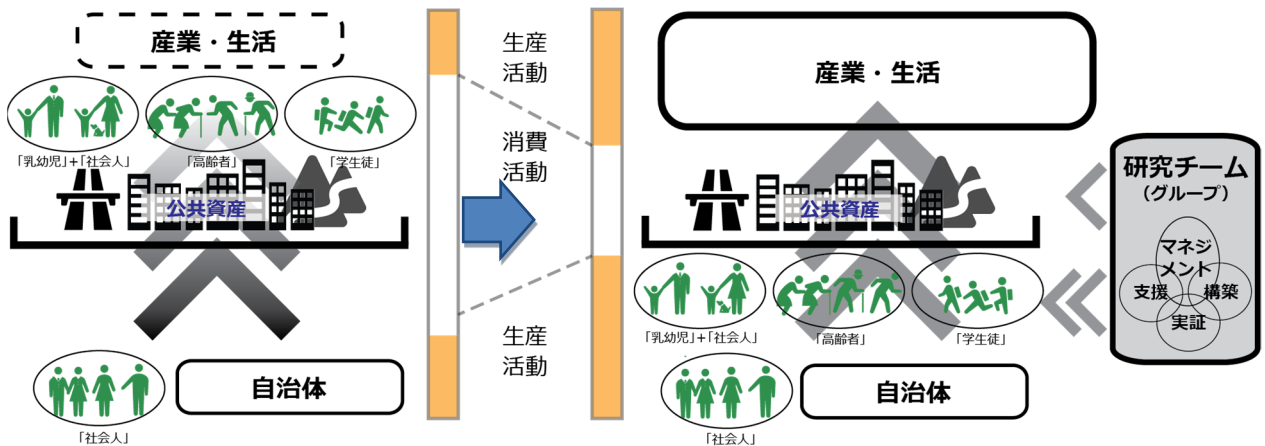 産業・生活
「乳幼児」+「社会人」
「高齢者」
「学生徒」
公共資産
「社会人」
自治体
生産
活動
消費
活動
生産
活動
産業・生活
公共資産
「乳幼児」+「社会人」
「高齢者」
「学生徒」
「社会人」
自治体
研究チーム
(グループ)
マネジ
メント
支援
構築
実証